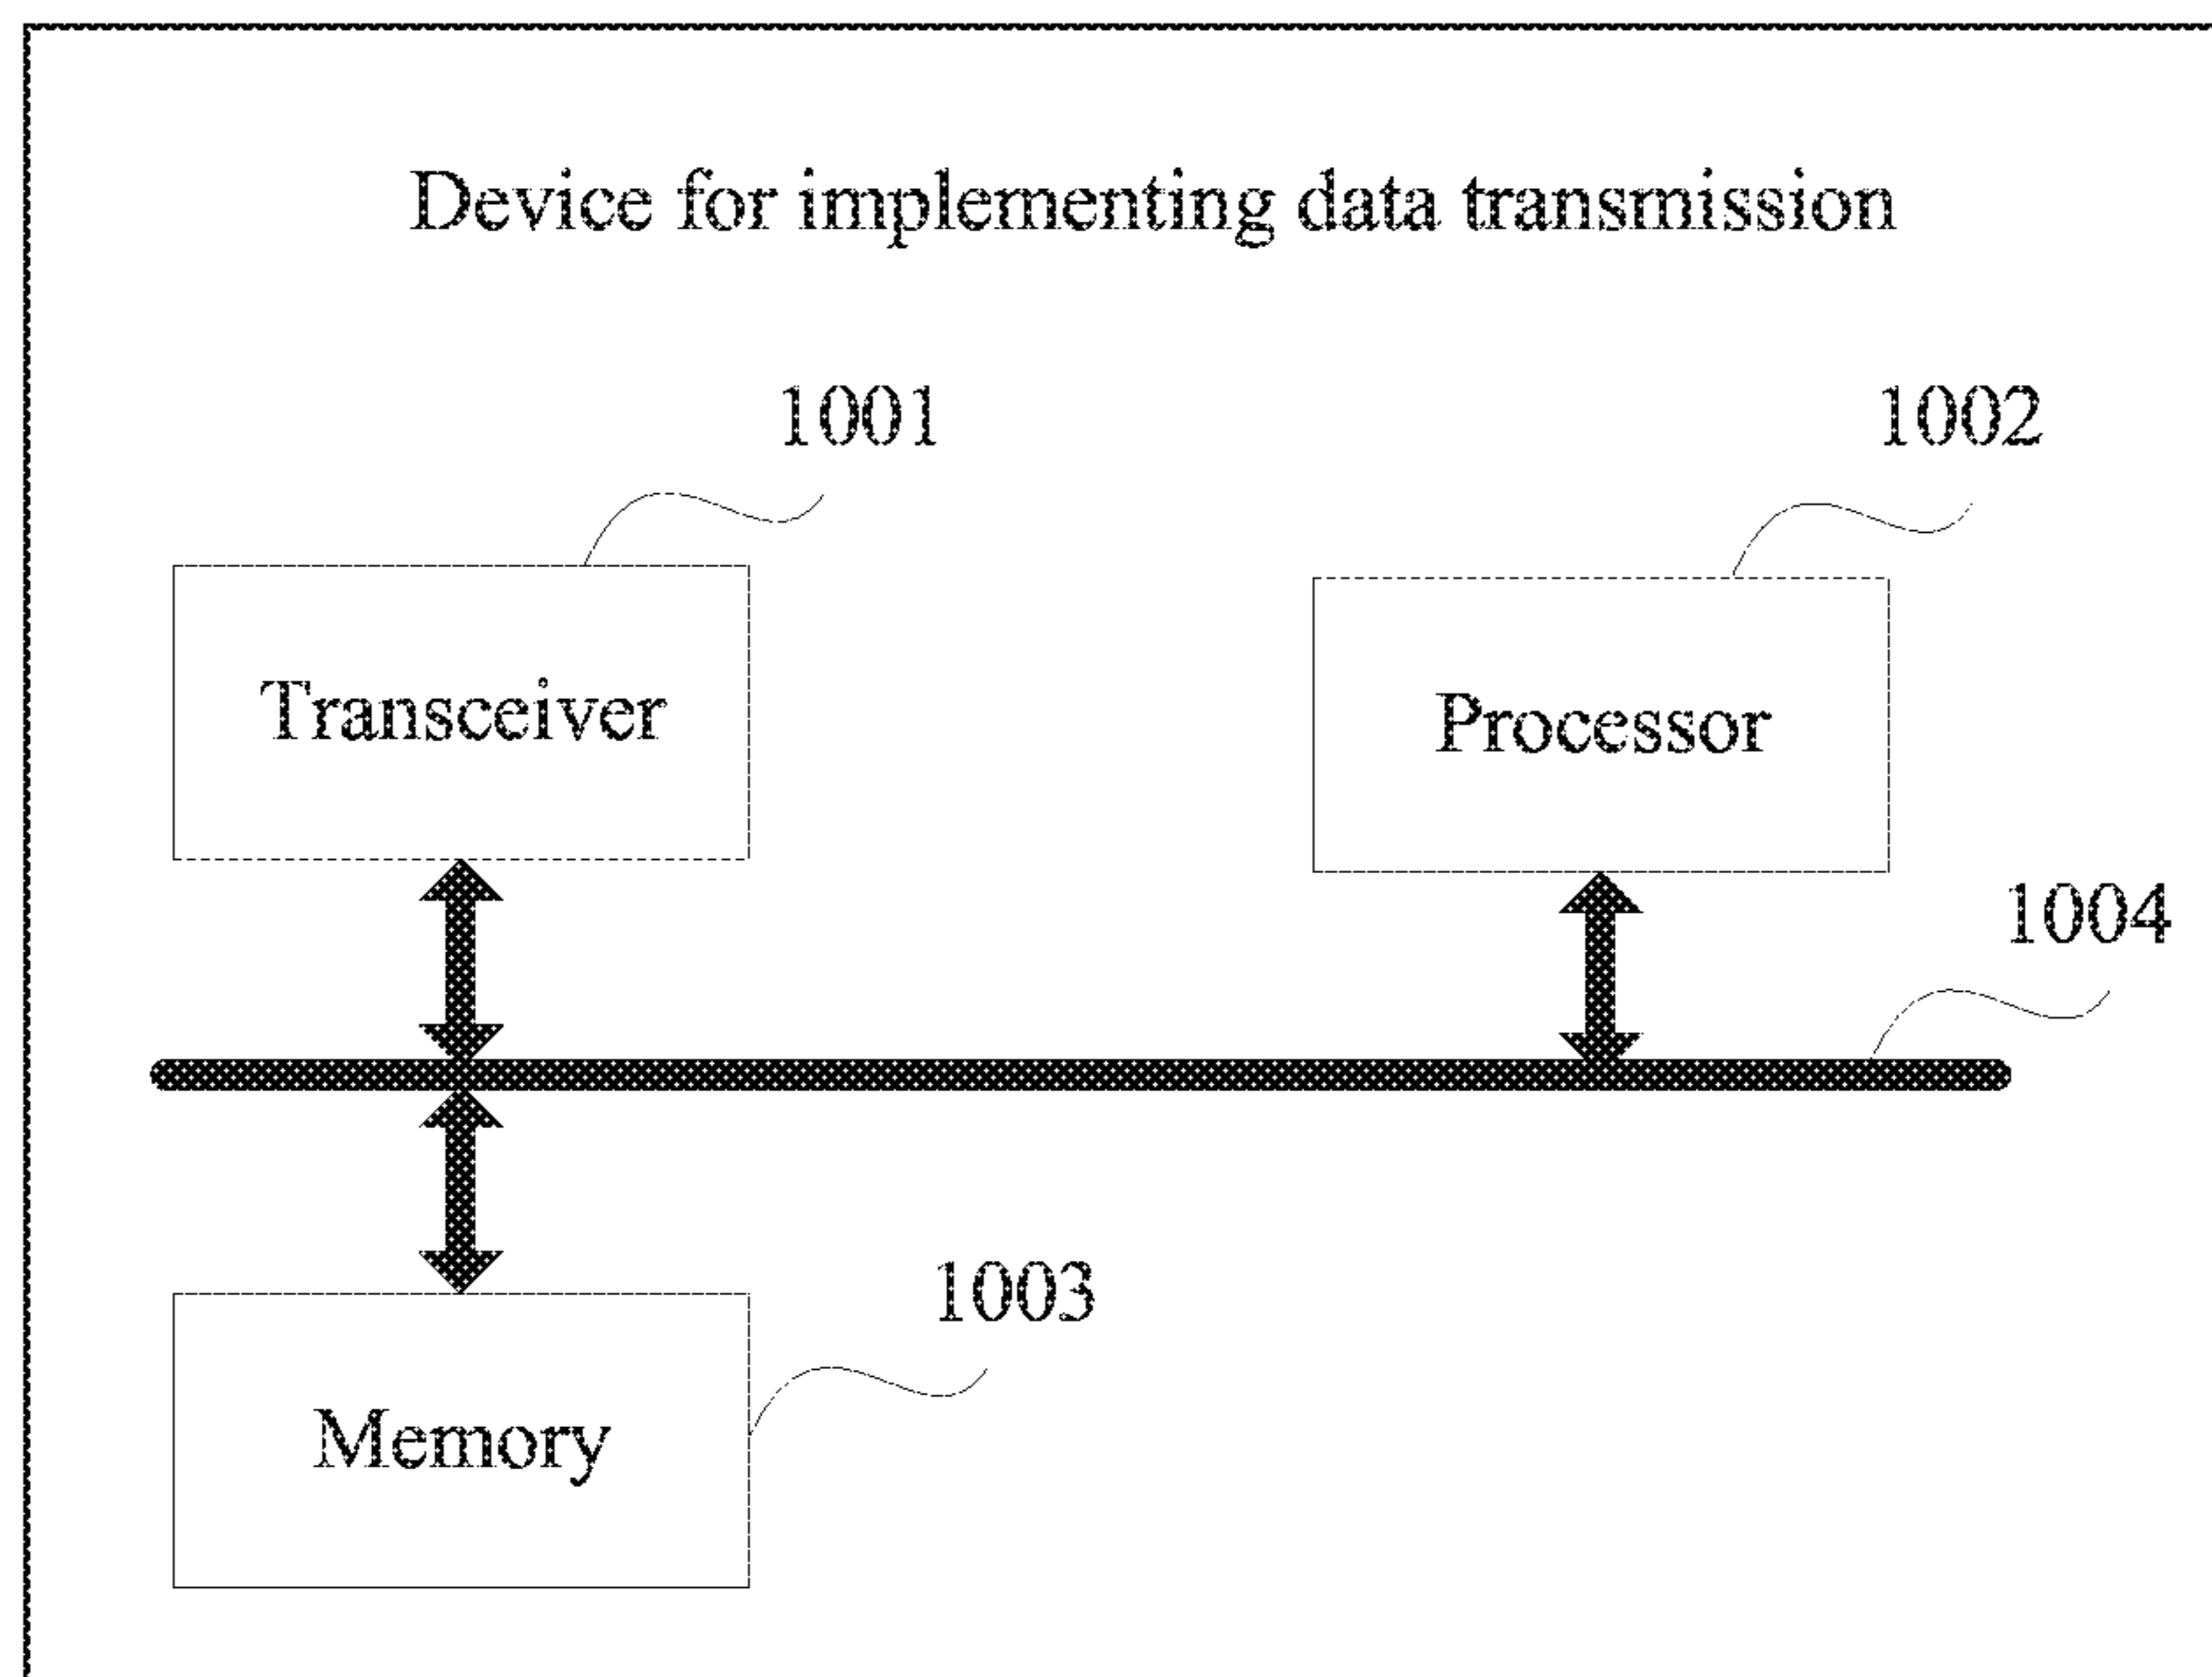 Device for implementing data transmission
1001
1002
Transceiver
Processor
1004
1003
Memory